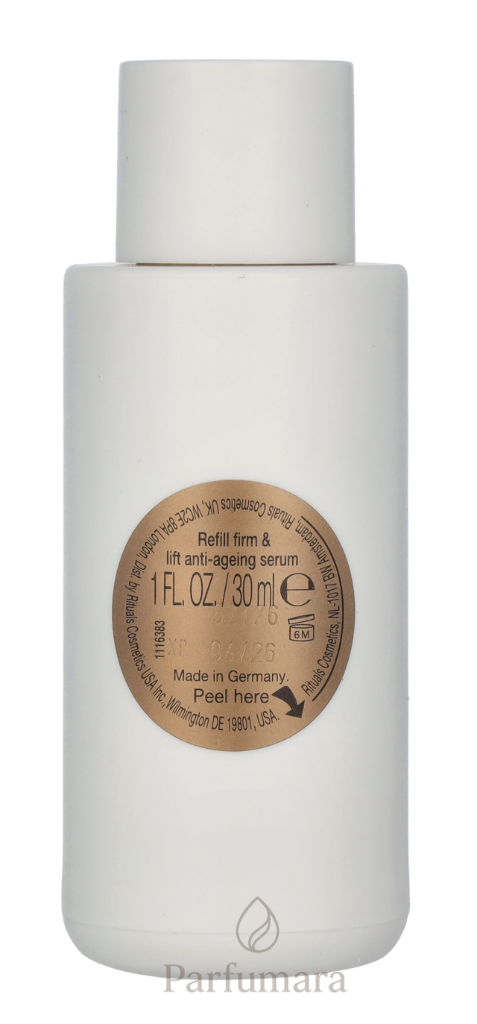 Refill firm &
lift anti-ageing serum
1 FL. OZ. / 30 ml ℮
6M
1116383
Made in Germany.
Peel here
Rituals Cosmetics, NL-1017 BW Amsterdam, Rituals Cosmetics UK, WC2E 8PA London, Dist. by Rituals Cosmetics USA Inc., Wilmington DE 19801, USA.
Parfumara